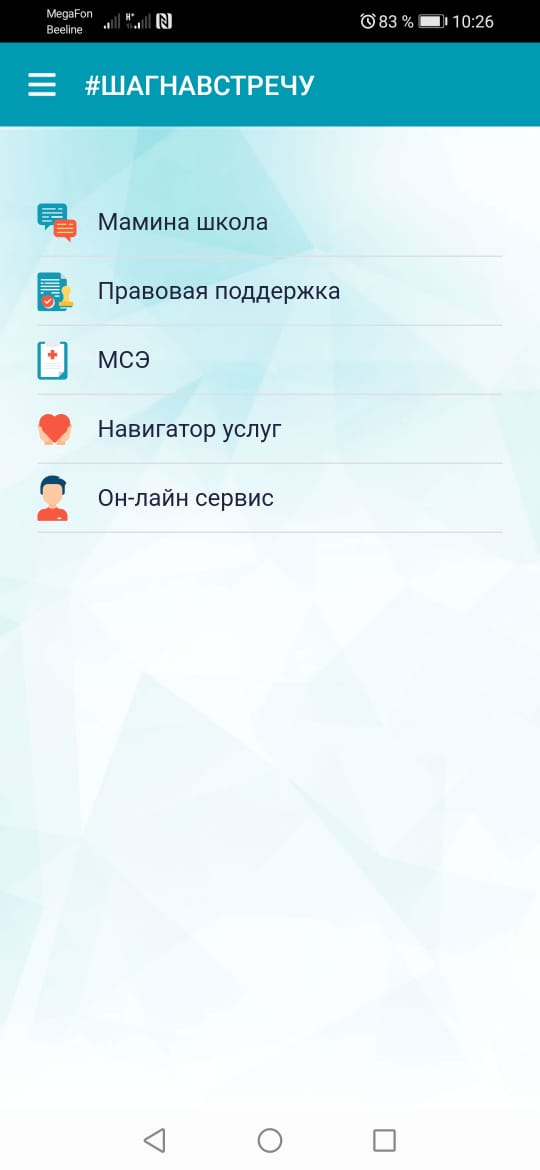 MegaFon
Beeline
83 %
10:26
#ШАГНАВСТРЕЧУ
Мамина школа
Правовая поддержка
МСЭ
Навигатор услуг
Он-лайн сервис